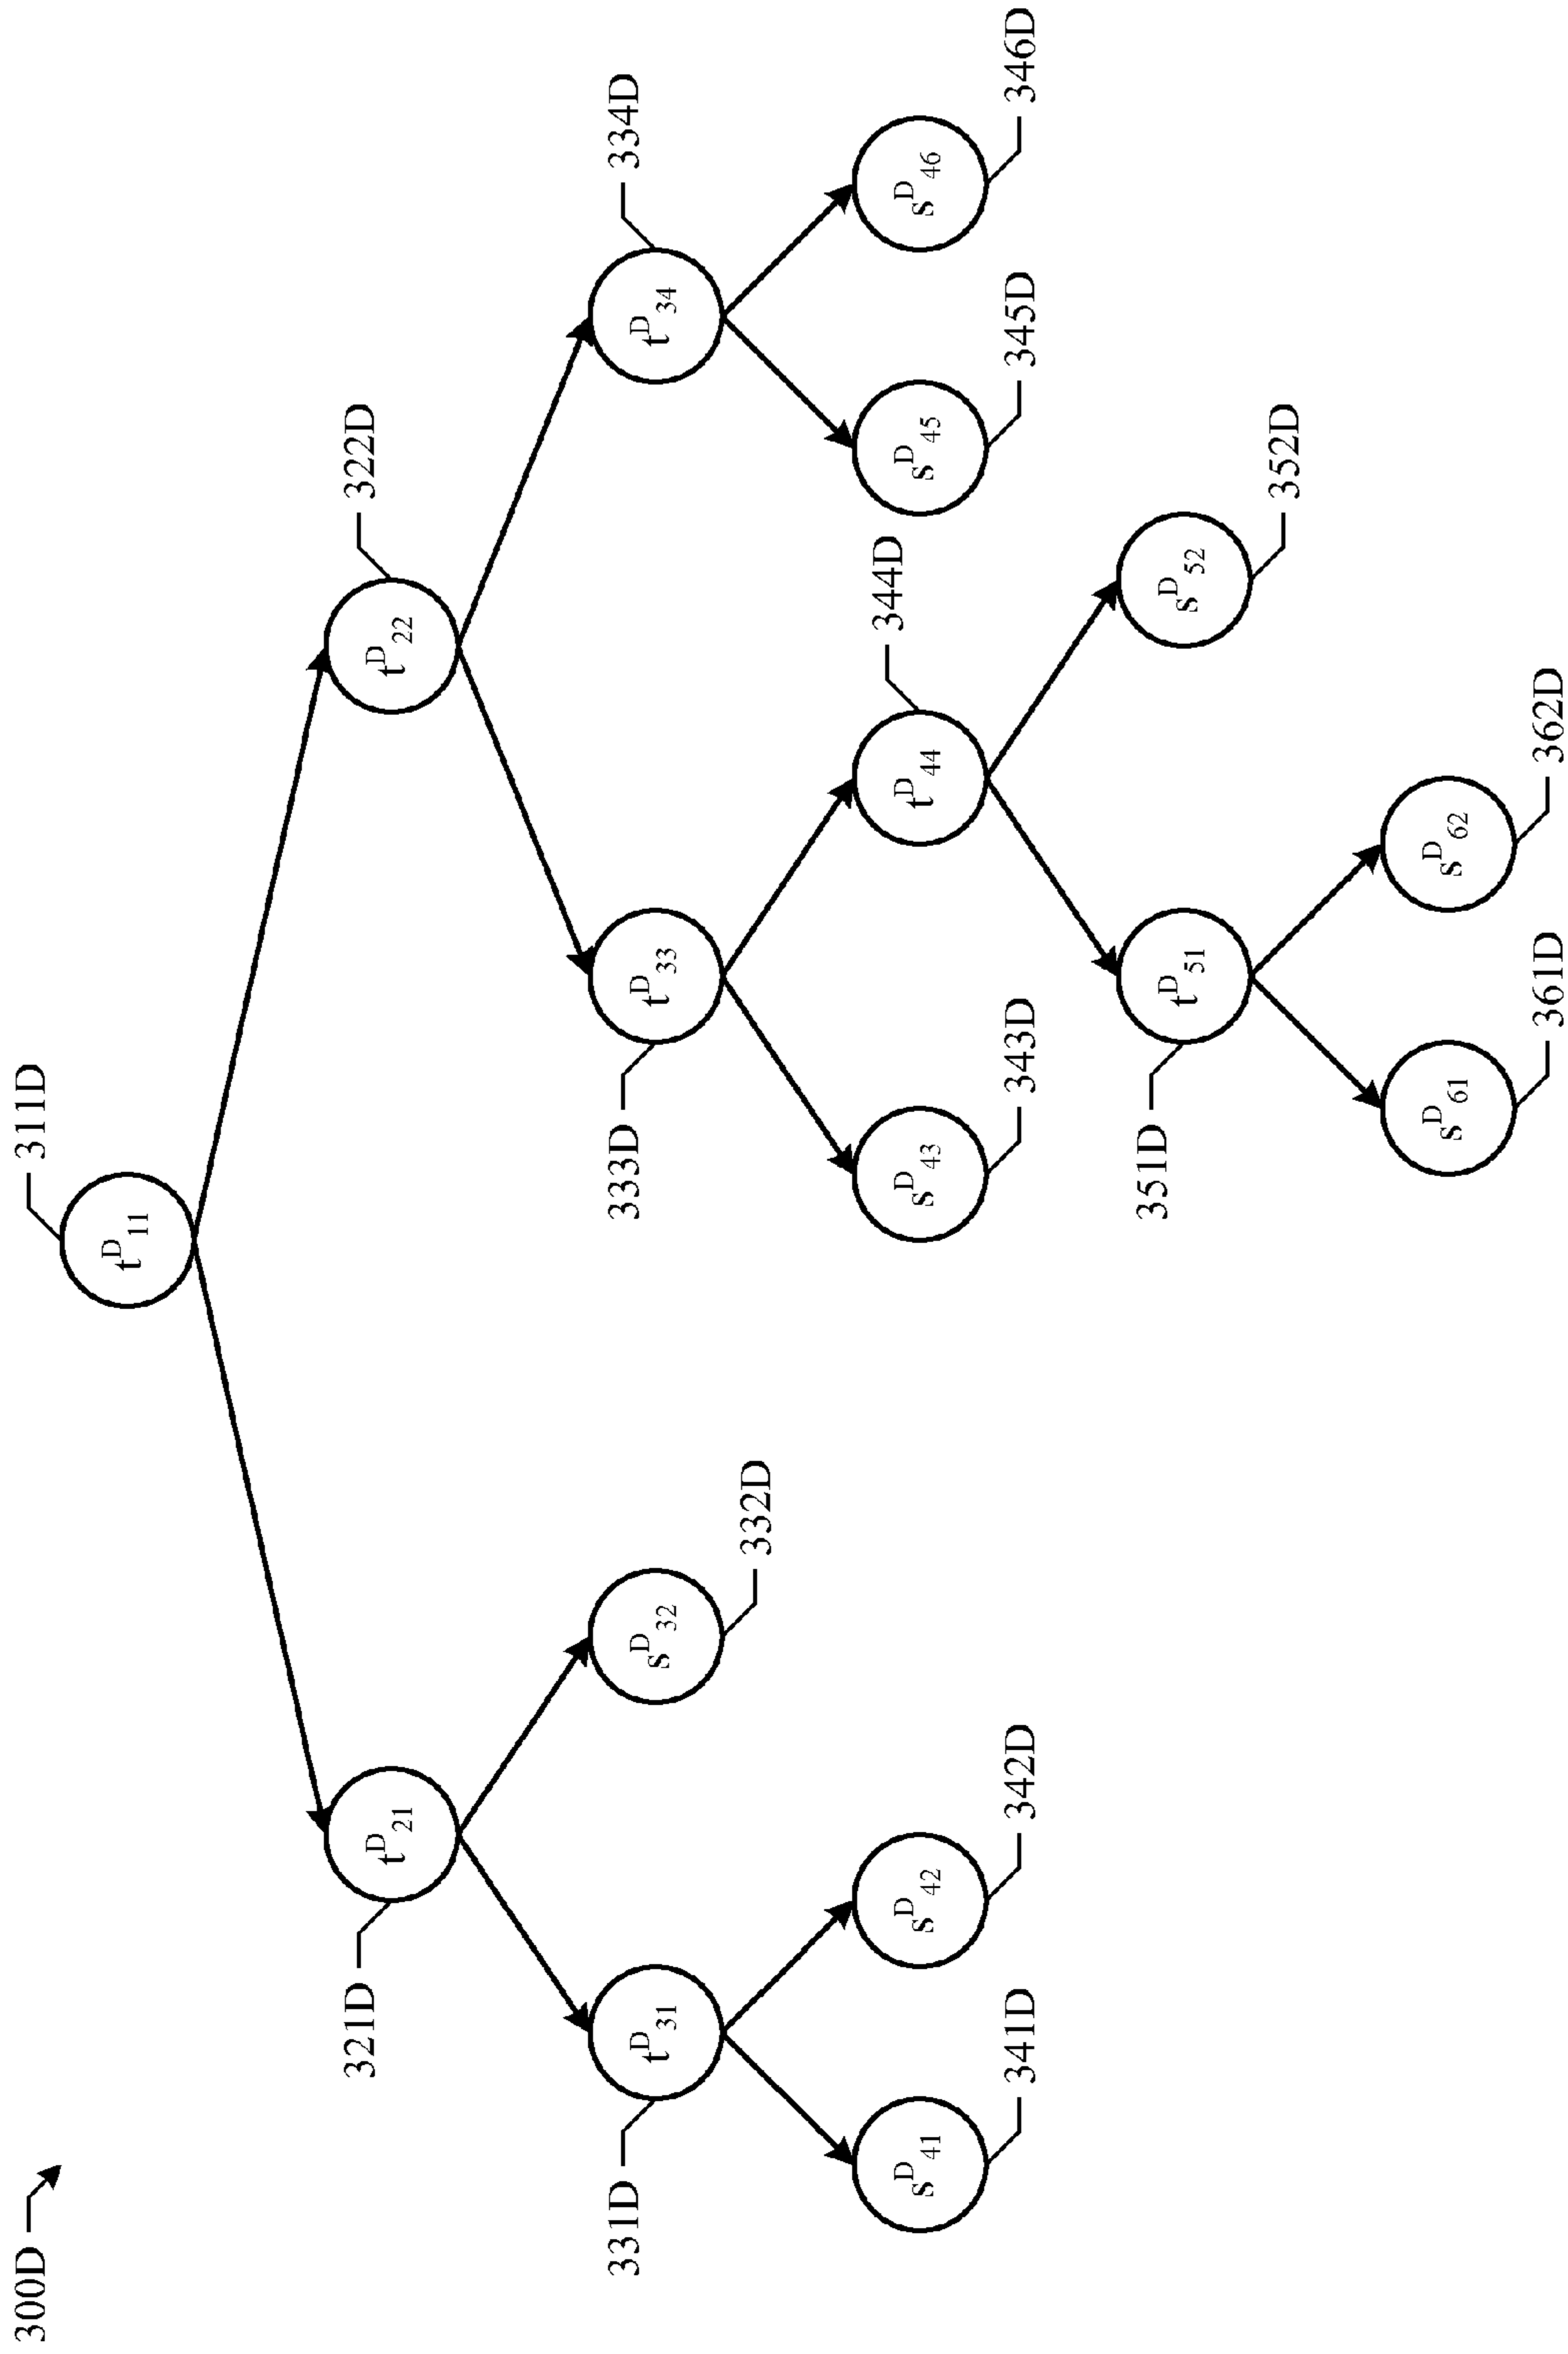 300D
311D
t^D_11
321D
t^D_21
t^D_22
322D
331D
t^D_31
s^D_32
332D
333D
t^D_33
t^D_34
334D
s^D_41
341D
s^D_42
342D
s^D_43
343D
t^D_44
344D
s^D_45
345D
s^D_46
346D
351D
t^D_51
s^D_52
352D
s^D_61
361D
s^D_62
362D